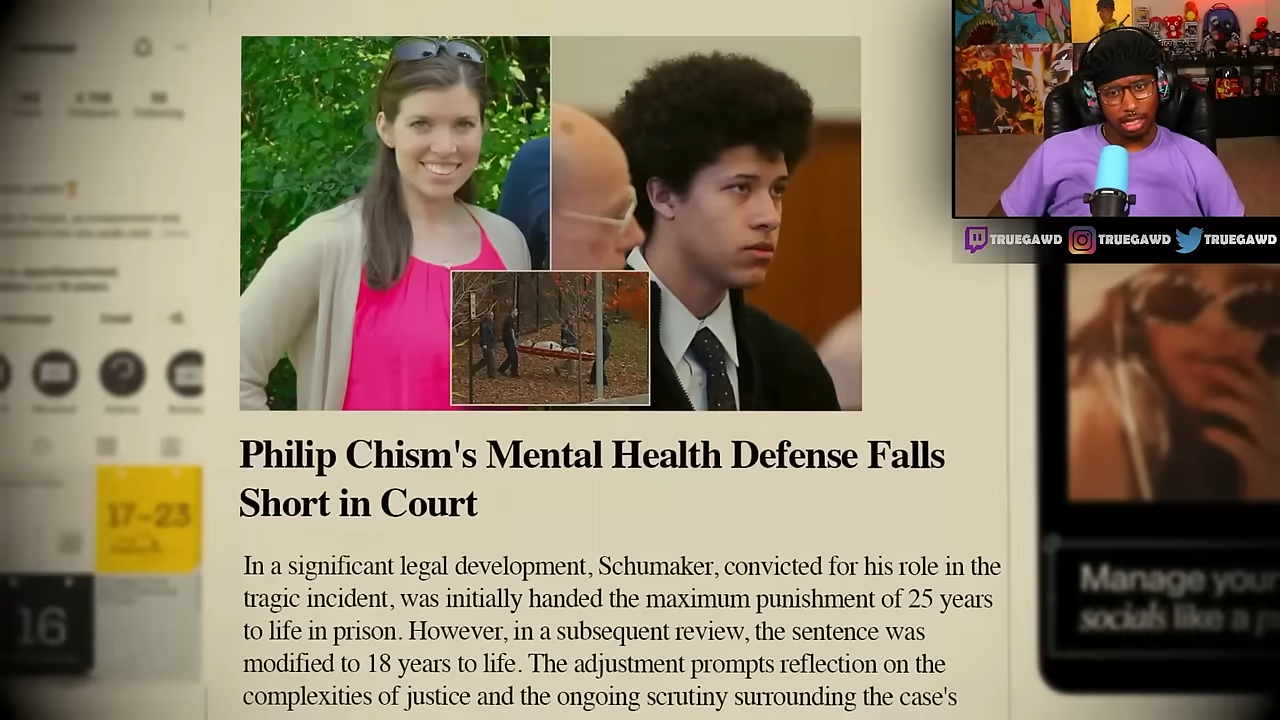 TRUEGAWD TRUEGAWD TRUEGAWD
Philip Chism's Mental Health Defense Falls
Short in Court
In a significant legal development, Schumaker, convicted for his role in the
tragic incident, was initially handed the maximum punishment of 25 years
to life in prison. However, in a subsequent review, the sentence was
modified to 18 years to life. The adjustment prompts reflection on the
complexities of justice and the ongoing scrutiny surrounding the case's
17-23
16
Manage your
socials like a